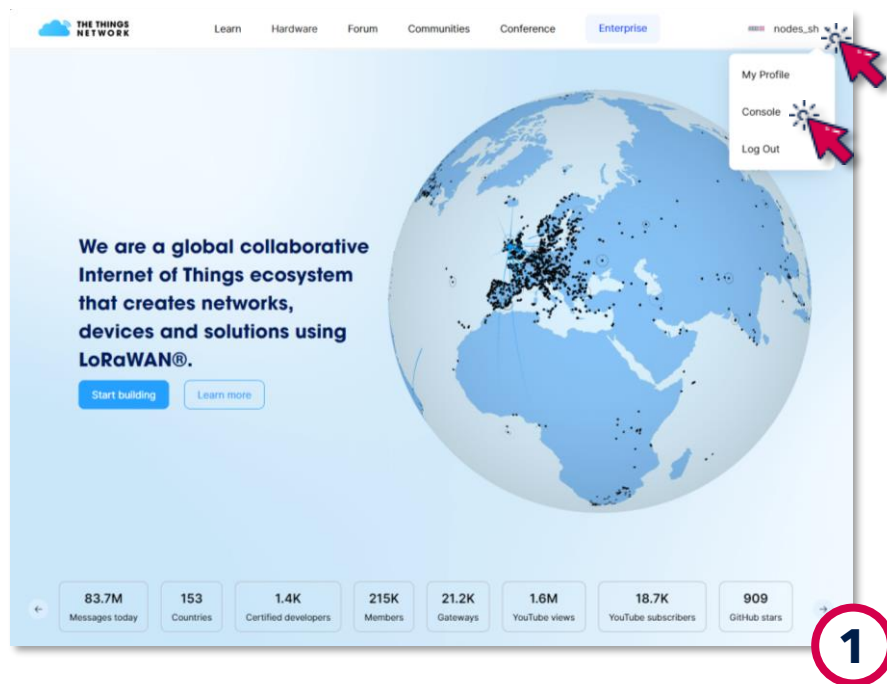 THE THINGS
NETWORK
Learn
Hardware
Forum
Communities
Conference
Enterprise
nodes_sh
My Profile
Console
Log Out
We are a global collaborative
Internet of Things ecosystem
that creates networks,
devices and solutions using
LoRaWAN®.
Start building
Learn more
83.7M
Messages today
153
Countries
1.4K
Certified developers
215K
Members
21.2K
Gateways
1.6M
YouTube views
18.7K
YouTube subscribers
909
GitHub stars
1